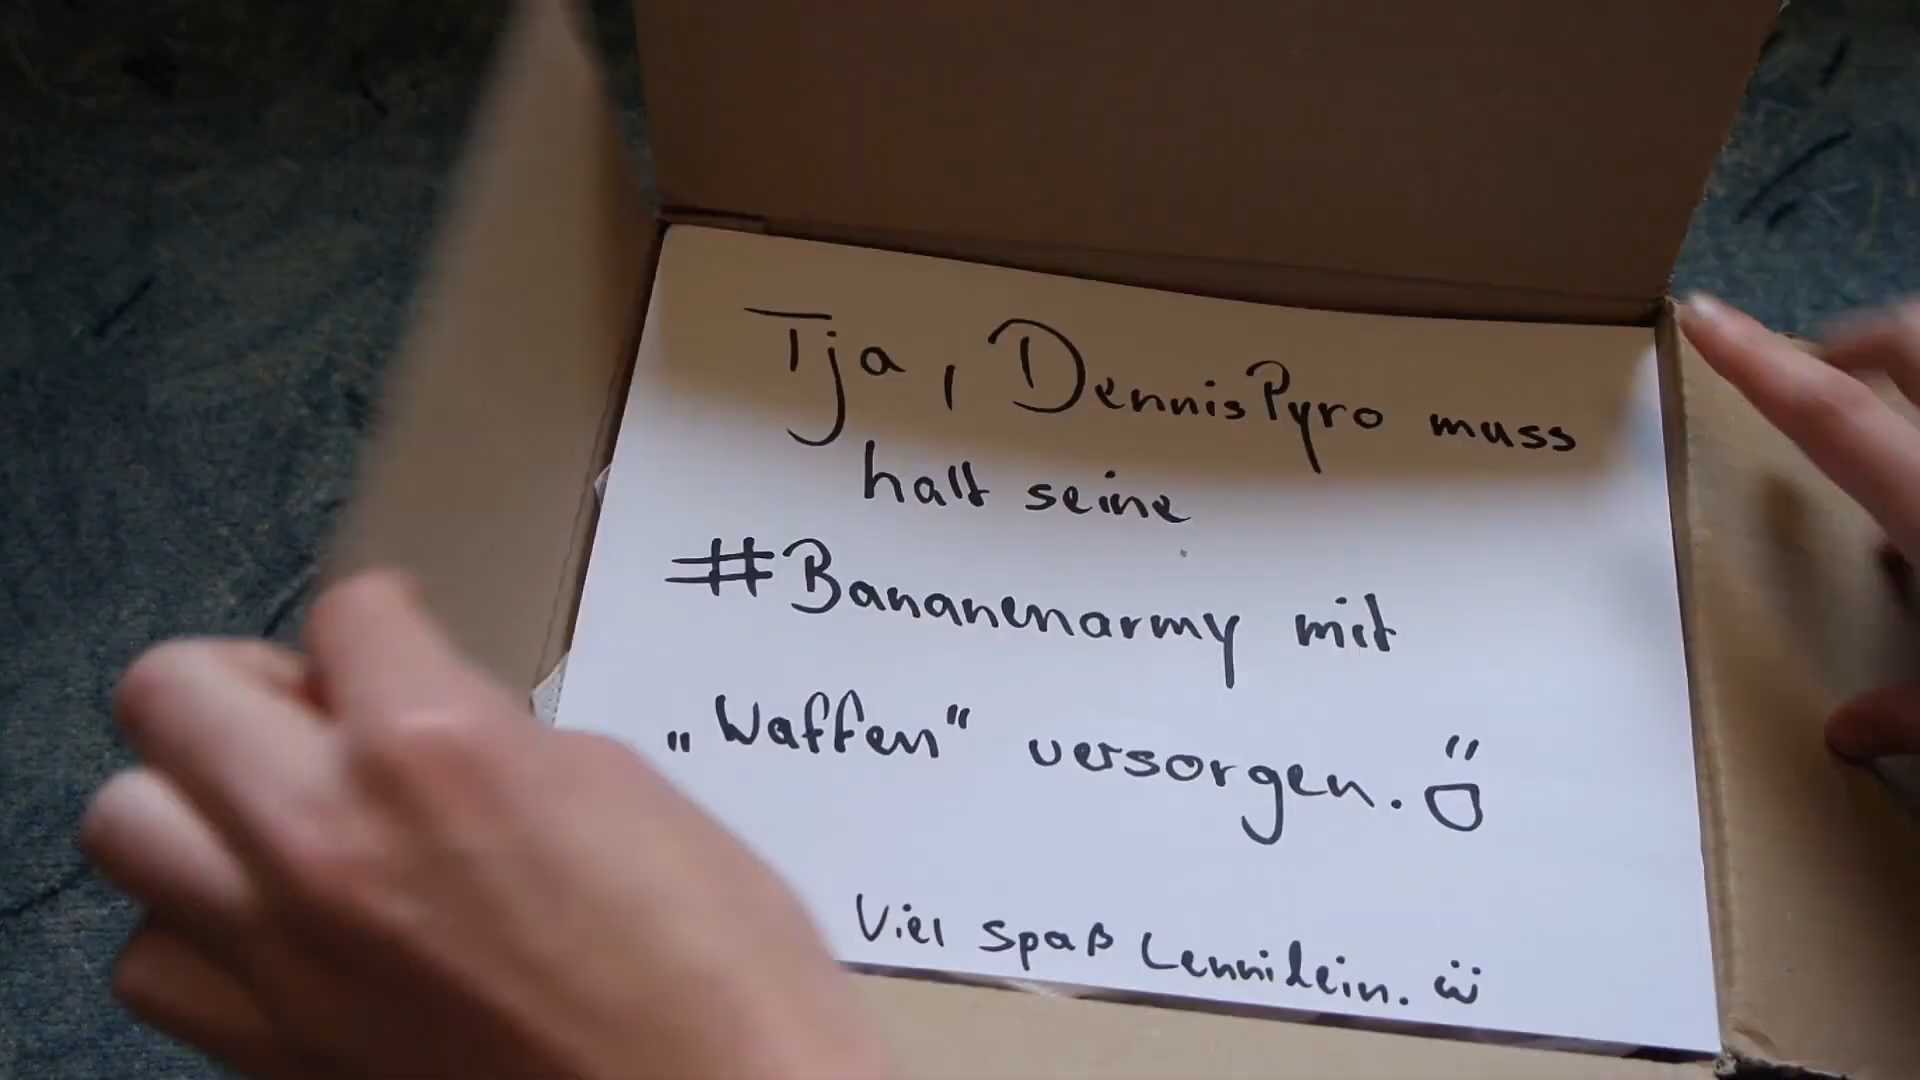 Tja, DennisPyro muss
halt seine
#Bananenarmy mit
„Waffen“ versorgen.
Viel Spaß Lennilein.